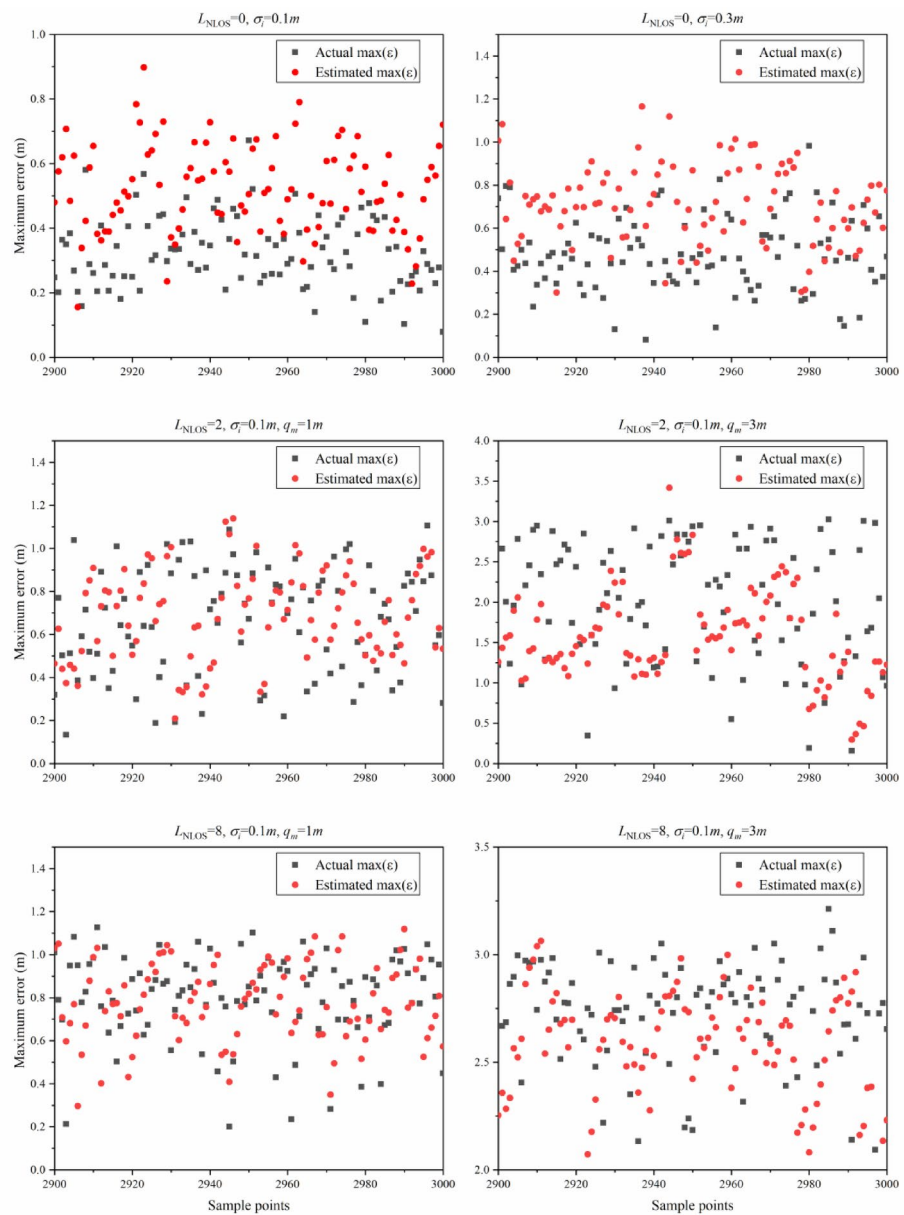 L_NLOS=0, σ_i=0.1m
Maximum error (m)
1.0
0.8
0.6
0.4
0.2
0.0
2900 2920 2940 2960 2980 3000
Actual max(ε)
Estimated max(ε)
L_NLOS=0, σ_i=0.3m
1.5
1.2
0.9
0.6
0.3
0.0
2900 2920 2940 2960 2980 3000
Actual max(ε)
Estimated max(ε)
L_NLOS=2, σ_i=0.1m, q_m=1m
Maximum error (m)
1.4
1.2
1.0
0.8
0.6
0.4
0.2
0.0
2900 2920 2940 2960 2980 3000
Actual max(ε)
Estimated max(ε)
L_NLOS=2, σ_i=0.1m, q_m=3m
4.0
3.5
3.0
2.5
2.0
1.5
1.0
0.5
0.0
2900 2920 2940 2960 2980 3000
Actual max(ε)
Estimated max(ε)
L_NLOS=8, σ_i=0.1m, q_m=1m
Maximum error (m)
1.4
1.2
1.0
0.8
0.6
0.4
0.2
0.0
2900 2920 2940 2960 2980 3000
Sample points
Actual max(ε)
Estimated max(ε)
L_NLOS=8, σ_i=0.1m, q_m=3m
3.5
3.0
2.5
2.0
2900 2920 2940 2960 2980 3000
Sample points
Actual max(ε)
Estimated max(ε)